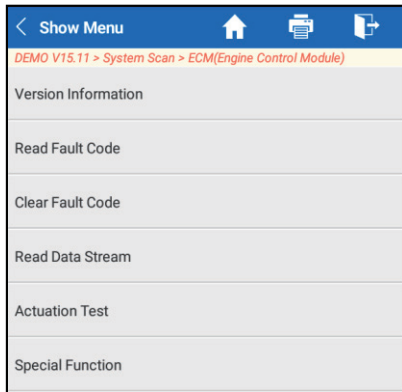 Show Menu
DEMO V15.11 > System Scan > ECM(Engine Control Module)
Version Information
Read Fault Code
Clear Fault Code
Read Data Stream
Actuation Test
Special Function